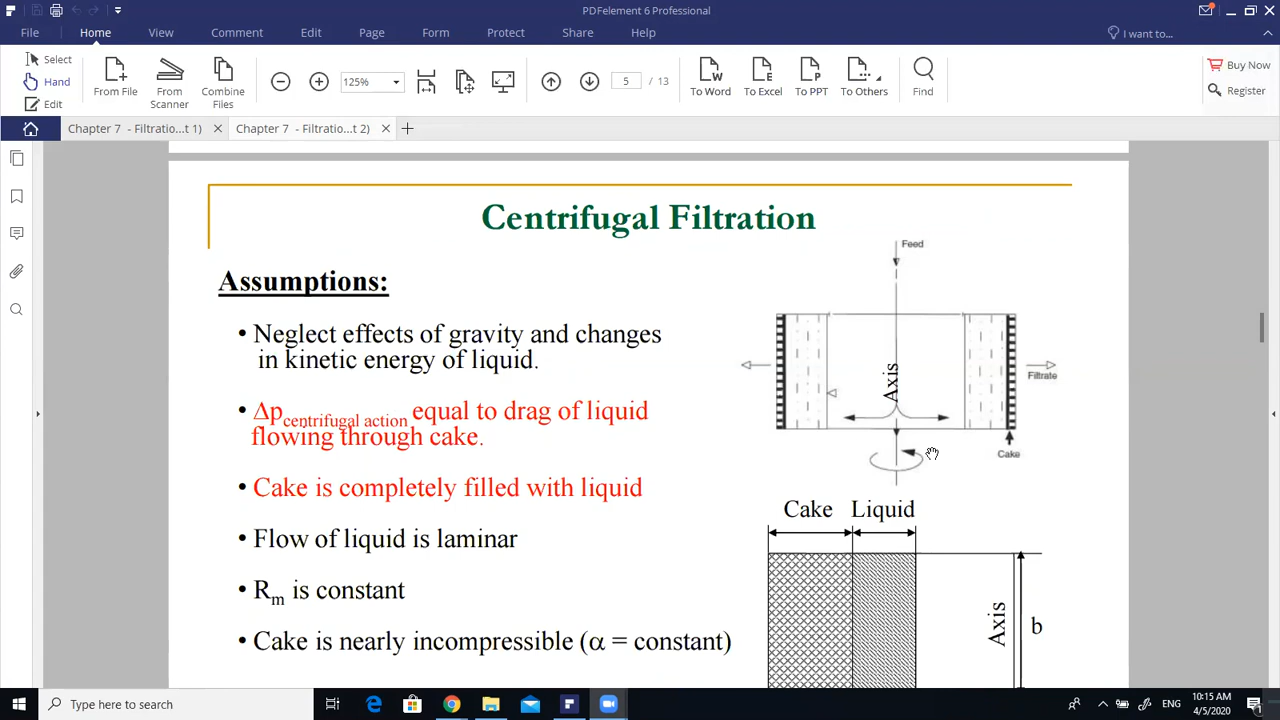 PDFelement 6 Professional
File Home View Comment Edit Page Form Protect Share Help I want to...
Select
Hand
Edit
From File
From Scanner
Combine Files
125%
5 / 13
To Word To Excel To PPT To Others
Find
Buy Now
Register
Chapter 7 - Filtratio...t 1)
Chapter 7 - Filtratio...t 2)
Centrifugal Filtration
Assumptions:
• Neglect effects of gravity and changes
in kinetic energy of liquid.
• Δpcentrifugal action equal to drag of liquid
flowing through cake.
• Cake is completely filled with liquid
• Flow of liquid is laminar
• Rm is constant
• Cake is nearly incompressible (α = constant)
Feed
Axis
Filtrate
Cake
Cake Liquid
Axis
b
Type here to search
ENG
10:15 AM
4/5/2020